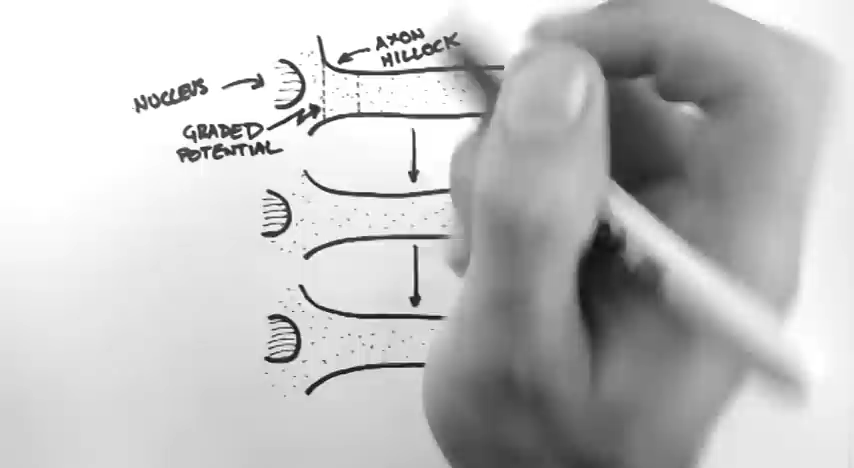 AXON
HILLOCK
NUCLEUS
GRADED
POTENTIAL